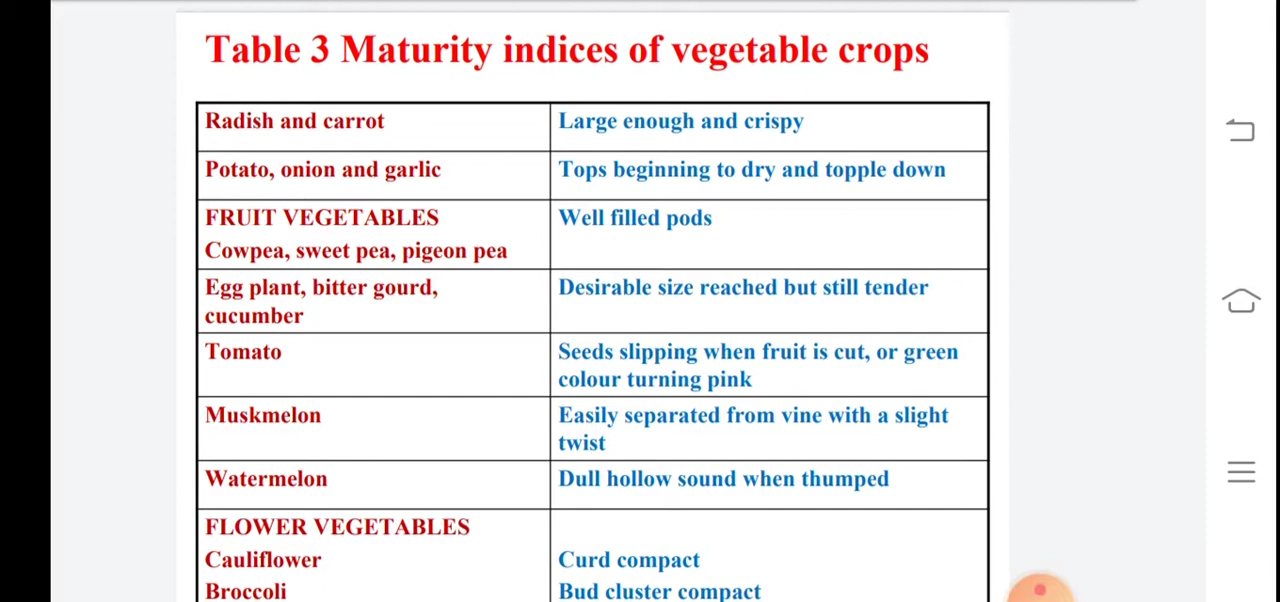 Table 3 Maturity indices of vegetable crops
Radish and carrot
Large enough and crispy
Potato, onion and garlic
Tops beginning to dry and topple down
FRUIT VEGETABLES
Cowpea, sweet pea, pigeon pea
Well filled pods
Egg plant, bitter gourd,
cucumber
Desirable size reached but still tender
Tomato
Seeds slipping when fruit is cut, or green
colour turning pink
Muskmelon
Easily separated from vine with a slight
twist
Watermelon
Dull hollow sound when thumped
FLOWER VEGETABLES
Cauliflower
Curd compact
Broccoli
Bud cluster compact